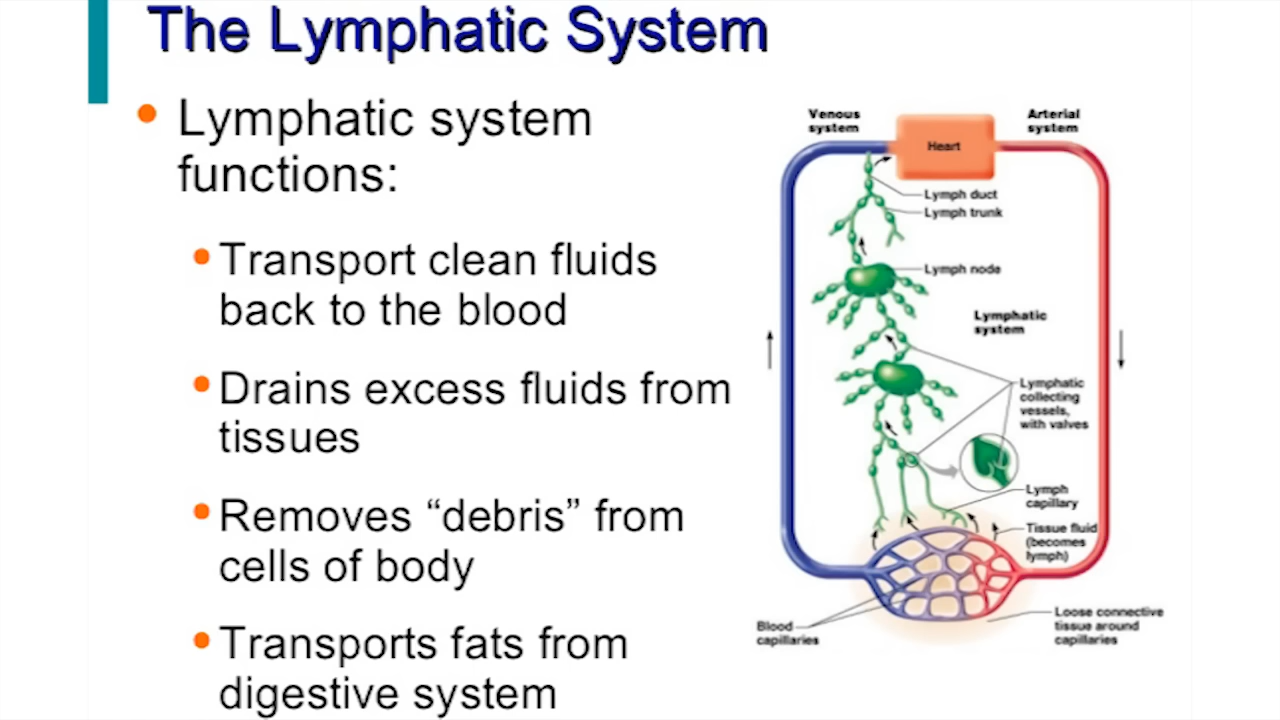 The Lymphatic System
Lymphatic system
functions:
Transport clean fluids
back to the blood
Drains excess fluids from
tissues
Removes “debris” from
cells of body
Transports fats from
digestive system
Venous
system
Heart
Arterial
system
Lymph duct
Lymph trunk
Lymph node
Lymphatic
system
Lymphatic
collecting
vessels,
with valves
Lymph
capillary
Tissue fluid
(becomes
lymph)
Blood
capillaries
Loose connective
tissue around
capillaries